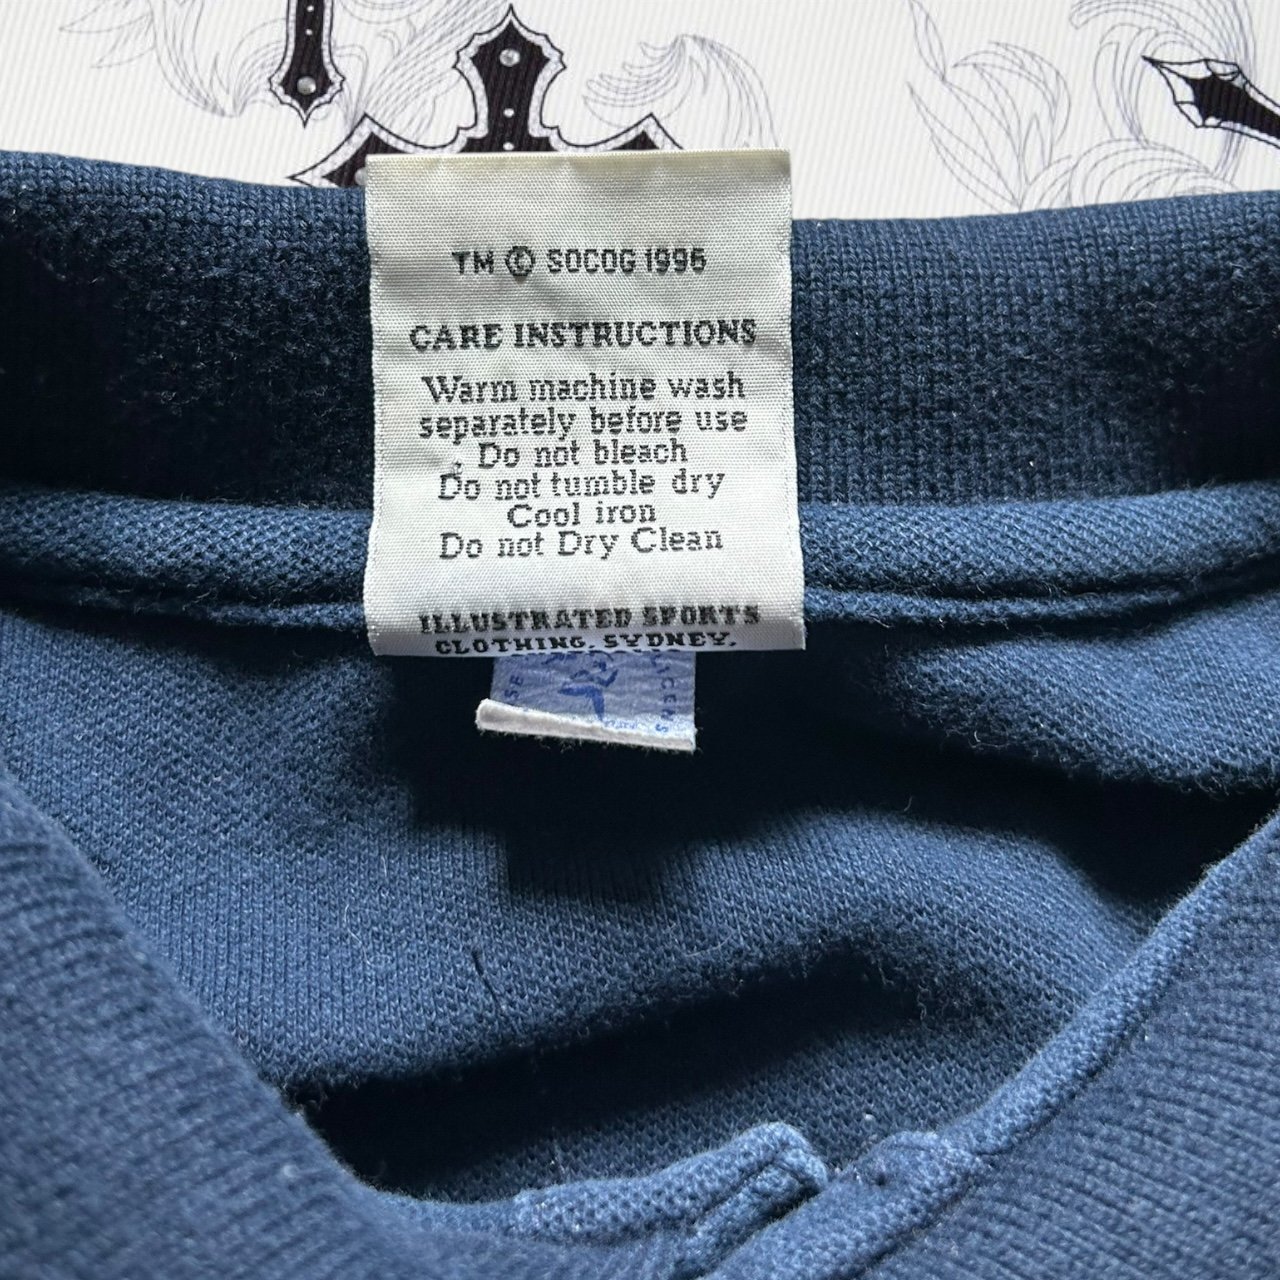 TM © SOCOG 1996
CARE INSTRUCTIONS
Warm machine wash
separately before use
Do not bleach
Do not tumble dry
Cool iron
Do not Dry Clean
ILLUSTRATED SPORTS
CLOTHING, SYDNEY.